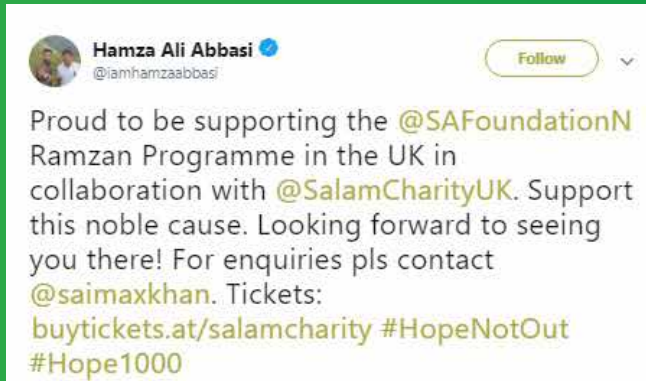 Hamza Ali Abbasi
@iamhamzaabbasi
Follow
Proud to be supporting the @SAFoundationN
Ramzan Programme in the UK in
collaboration with @SalamCharityUK. Support
this noble cause. Looking forward to seeing
you there! For enquiries pls contact
@saimaxkhan. Tickets:
buytickets.at/salamcharity #HopeNotOut
#Hope1000